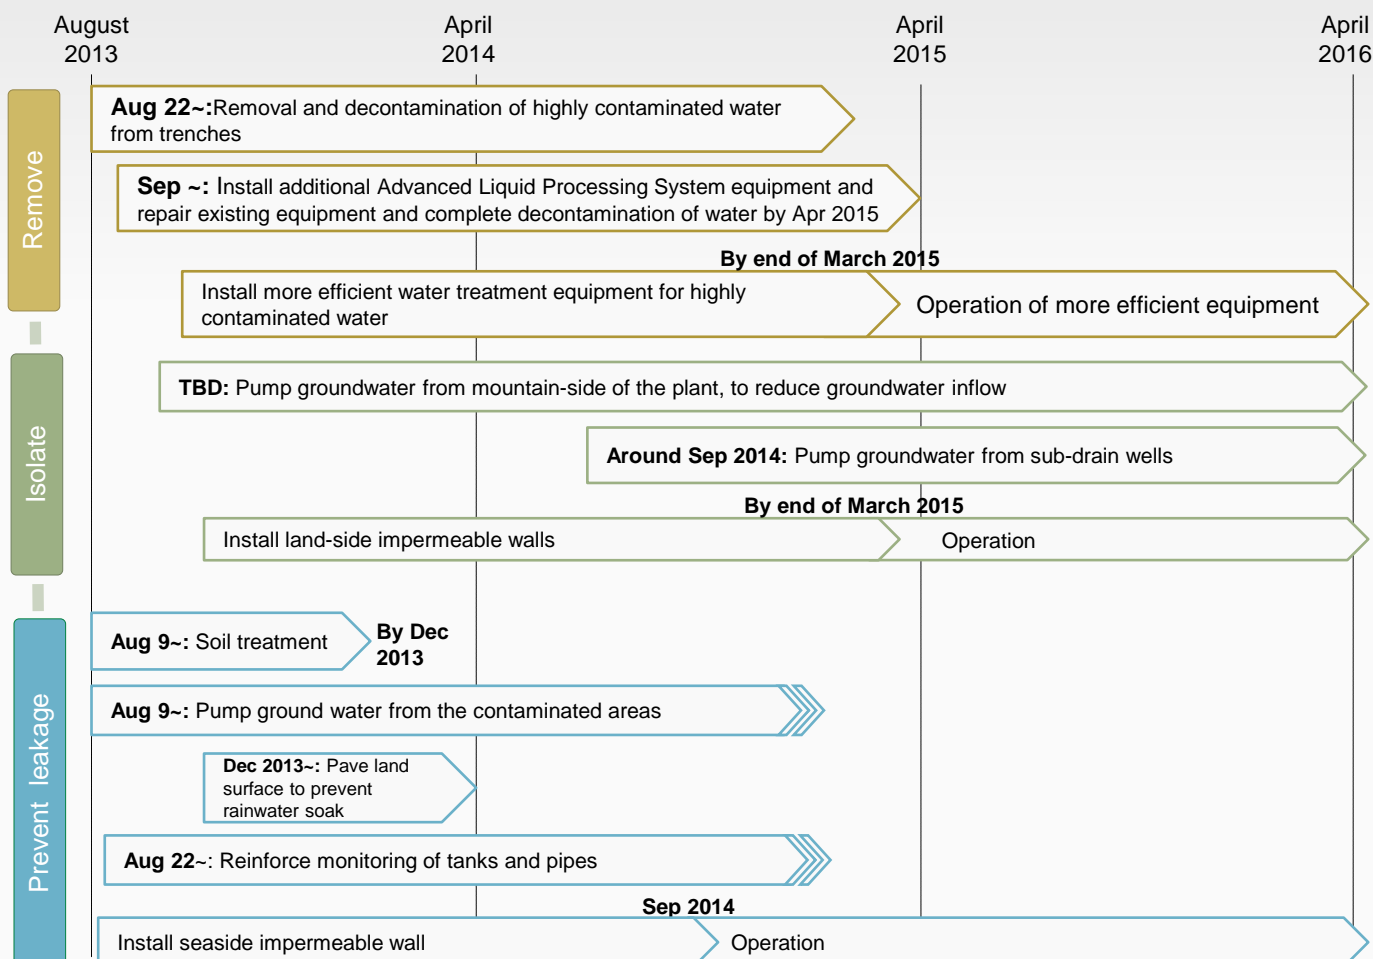 August
2013
April
2014
April
2015
April
2016
Remove
Aug 22~:Removal and decontamination of highly contaminated water
from trenches
Sep ~: Install additional Advanced Liquid Processing System equipment and
repair existing equipment and complete decontamination of water by Apr 2015
By end of March 2015
Install more efficient water treatment equipment for highly
contaminated water
Operation of more efficient equipment
Isolate
TBD: Pump groundwater from mountain-side of the plant, to reduce groundwater inflow
Around Sep 2014: Pump groundwater from sub-drain wells
By end of March 2015
Install land-side impermeable walls
Operation
Prevent leakage
Aug 9~: Soil treatment
By Dec
2013
Aug 9~: Pump ground water from the contaminated areas
Dec 2013~: Pave land
surface to prevent
rainwater soak
Aug 22~: Reinforce monitoring of tanks and pipes
Sep 2014
Install seaside impermeable wall
Operation